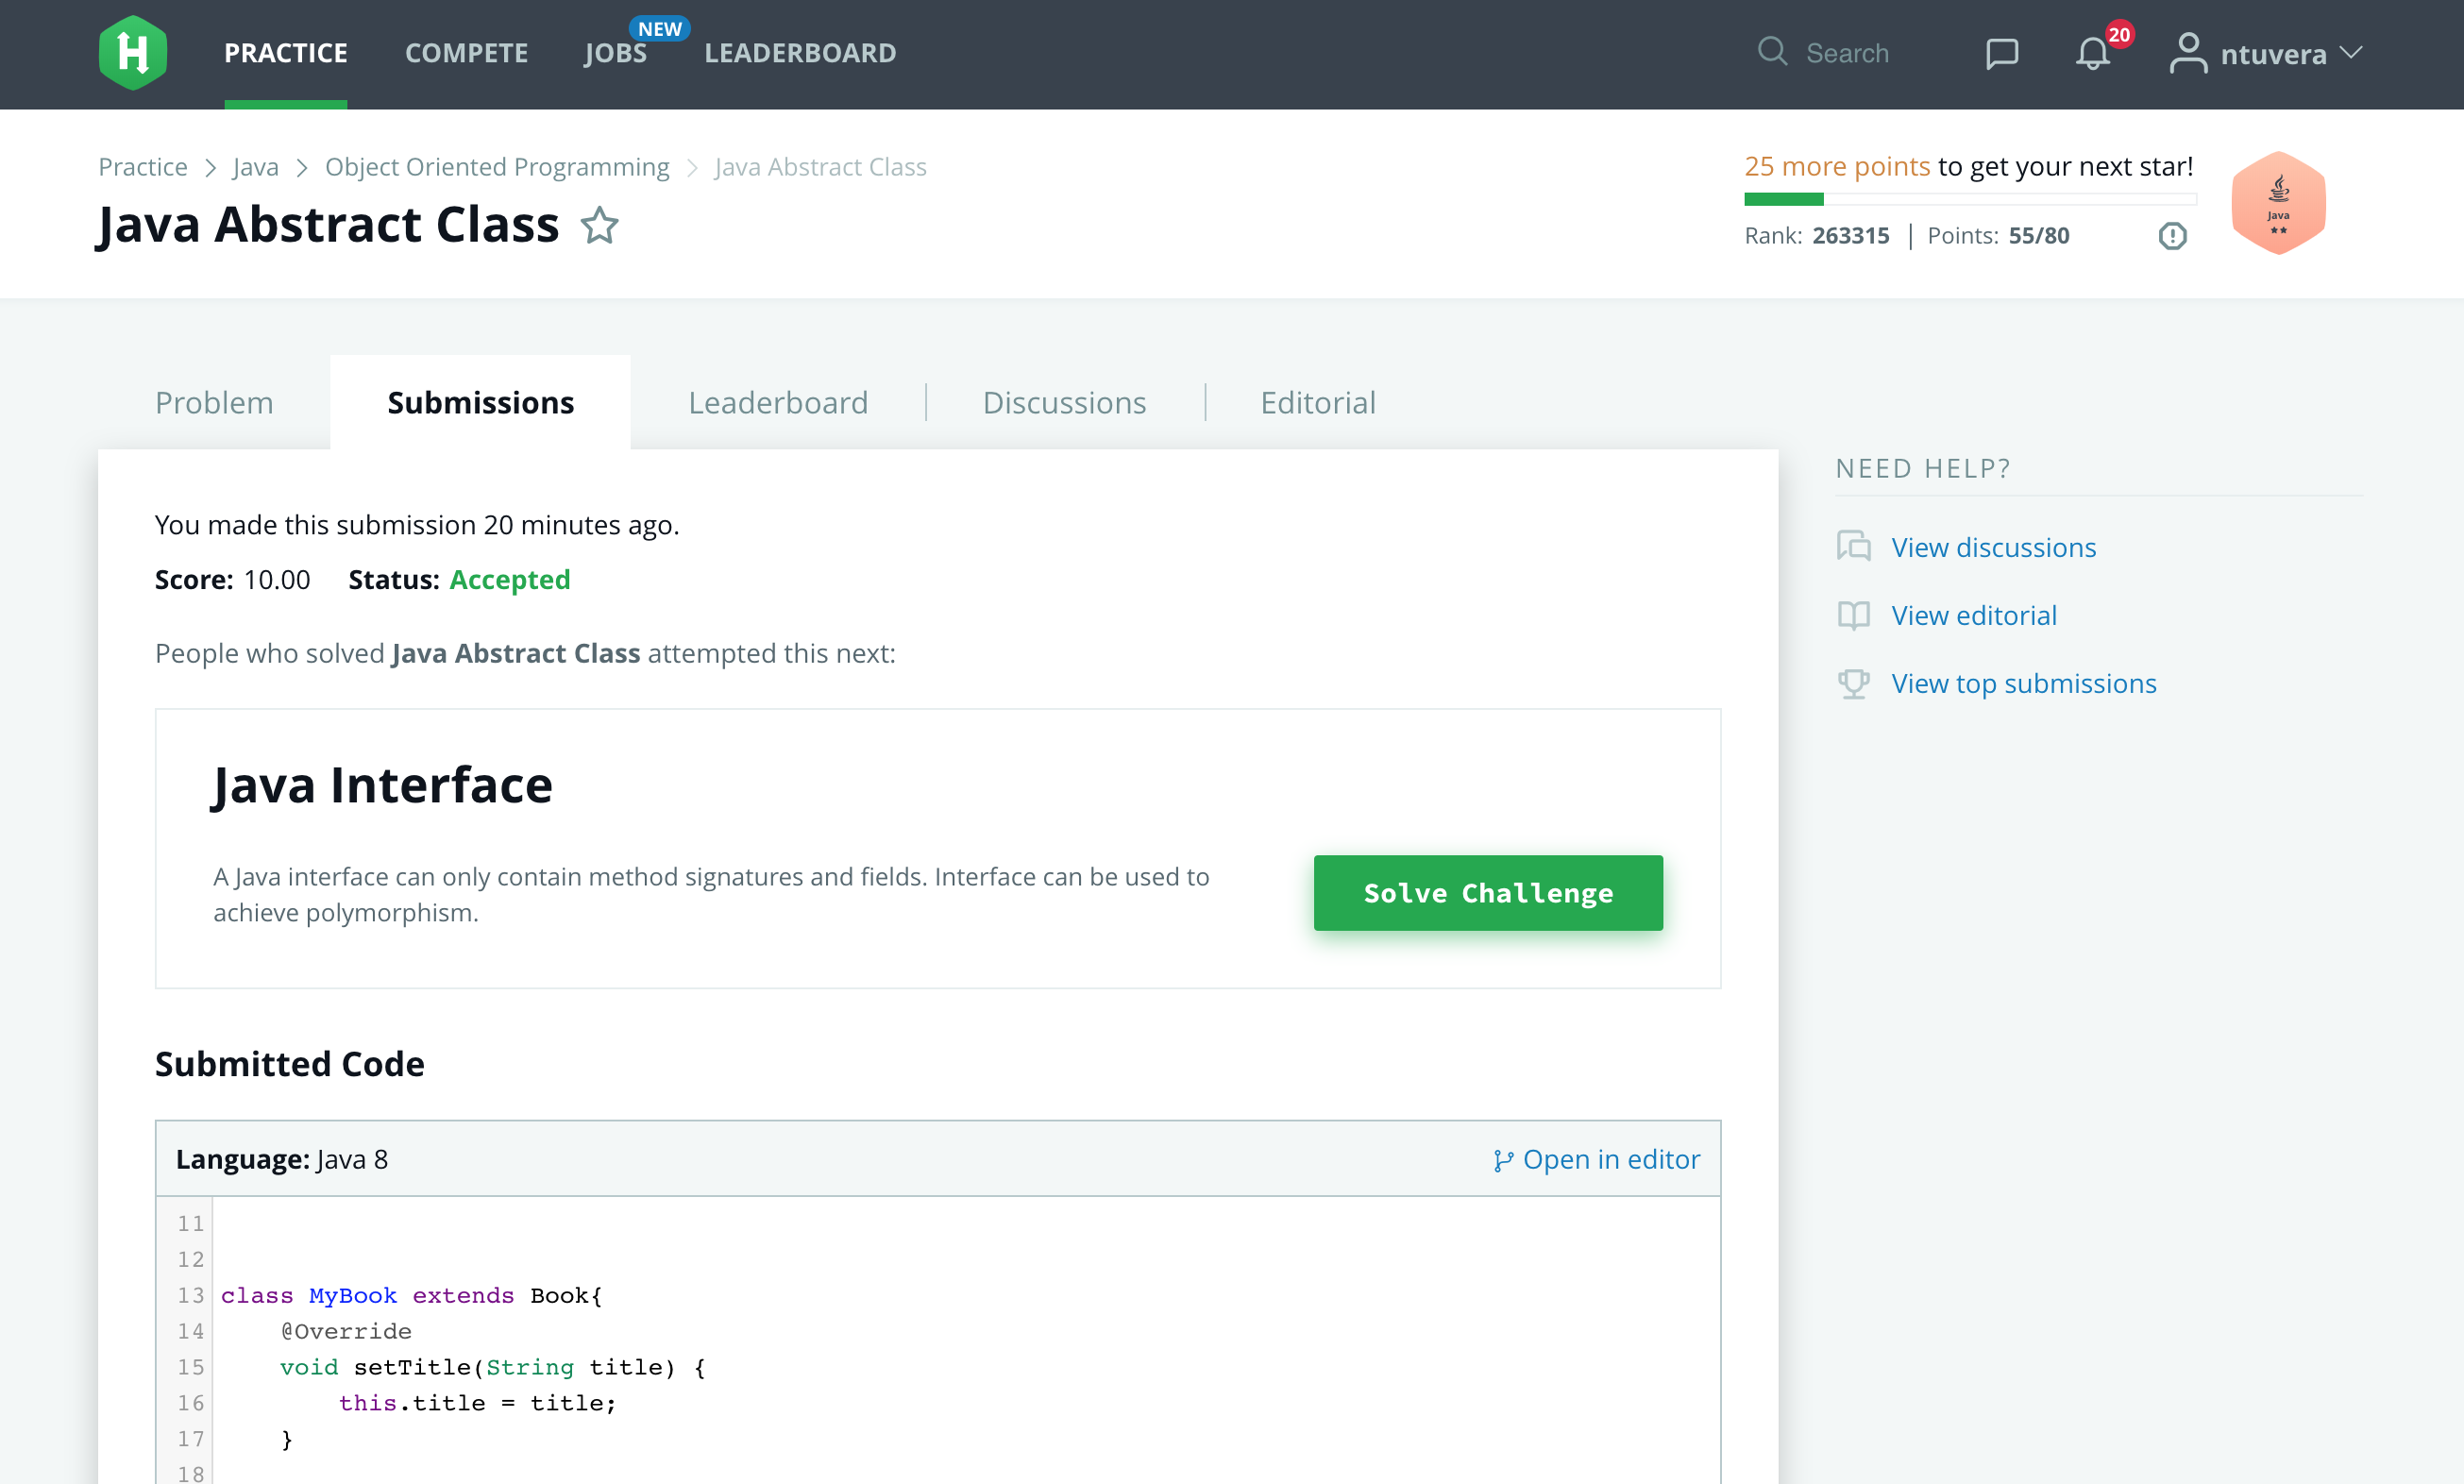 H PRACTICE COMPETE JOBS NEW LEADERBOARD Search 20 ntuvera
Practice > Java > Object Oriented Programming > Java Abstract Class
Java Abstract Class
25 more points to get your next star!
Rank: 263315 | Points: 55/80
Java
Problem Submissions Leaderboard Discussions Editorial
You made this submission 20 minutes ago.
Score: 10.00 Status: Accepted
People who solved Java Abstract Class attempted this next:
Java Interface
A Java interface can only contain method signatures and fields. Interface can be used to
achieve polymorphism.
Solve Challenge
Submitted Code
Language: Java 8 Open in editor
11
12
13 class MyBook extends Book{
14     @Override
15     void setTitle(String title) {
16         this.title = title;
17     }
18
NEED HELP?
View discussions
View editorial
View top submissions